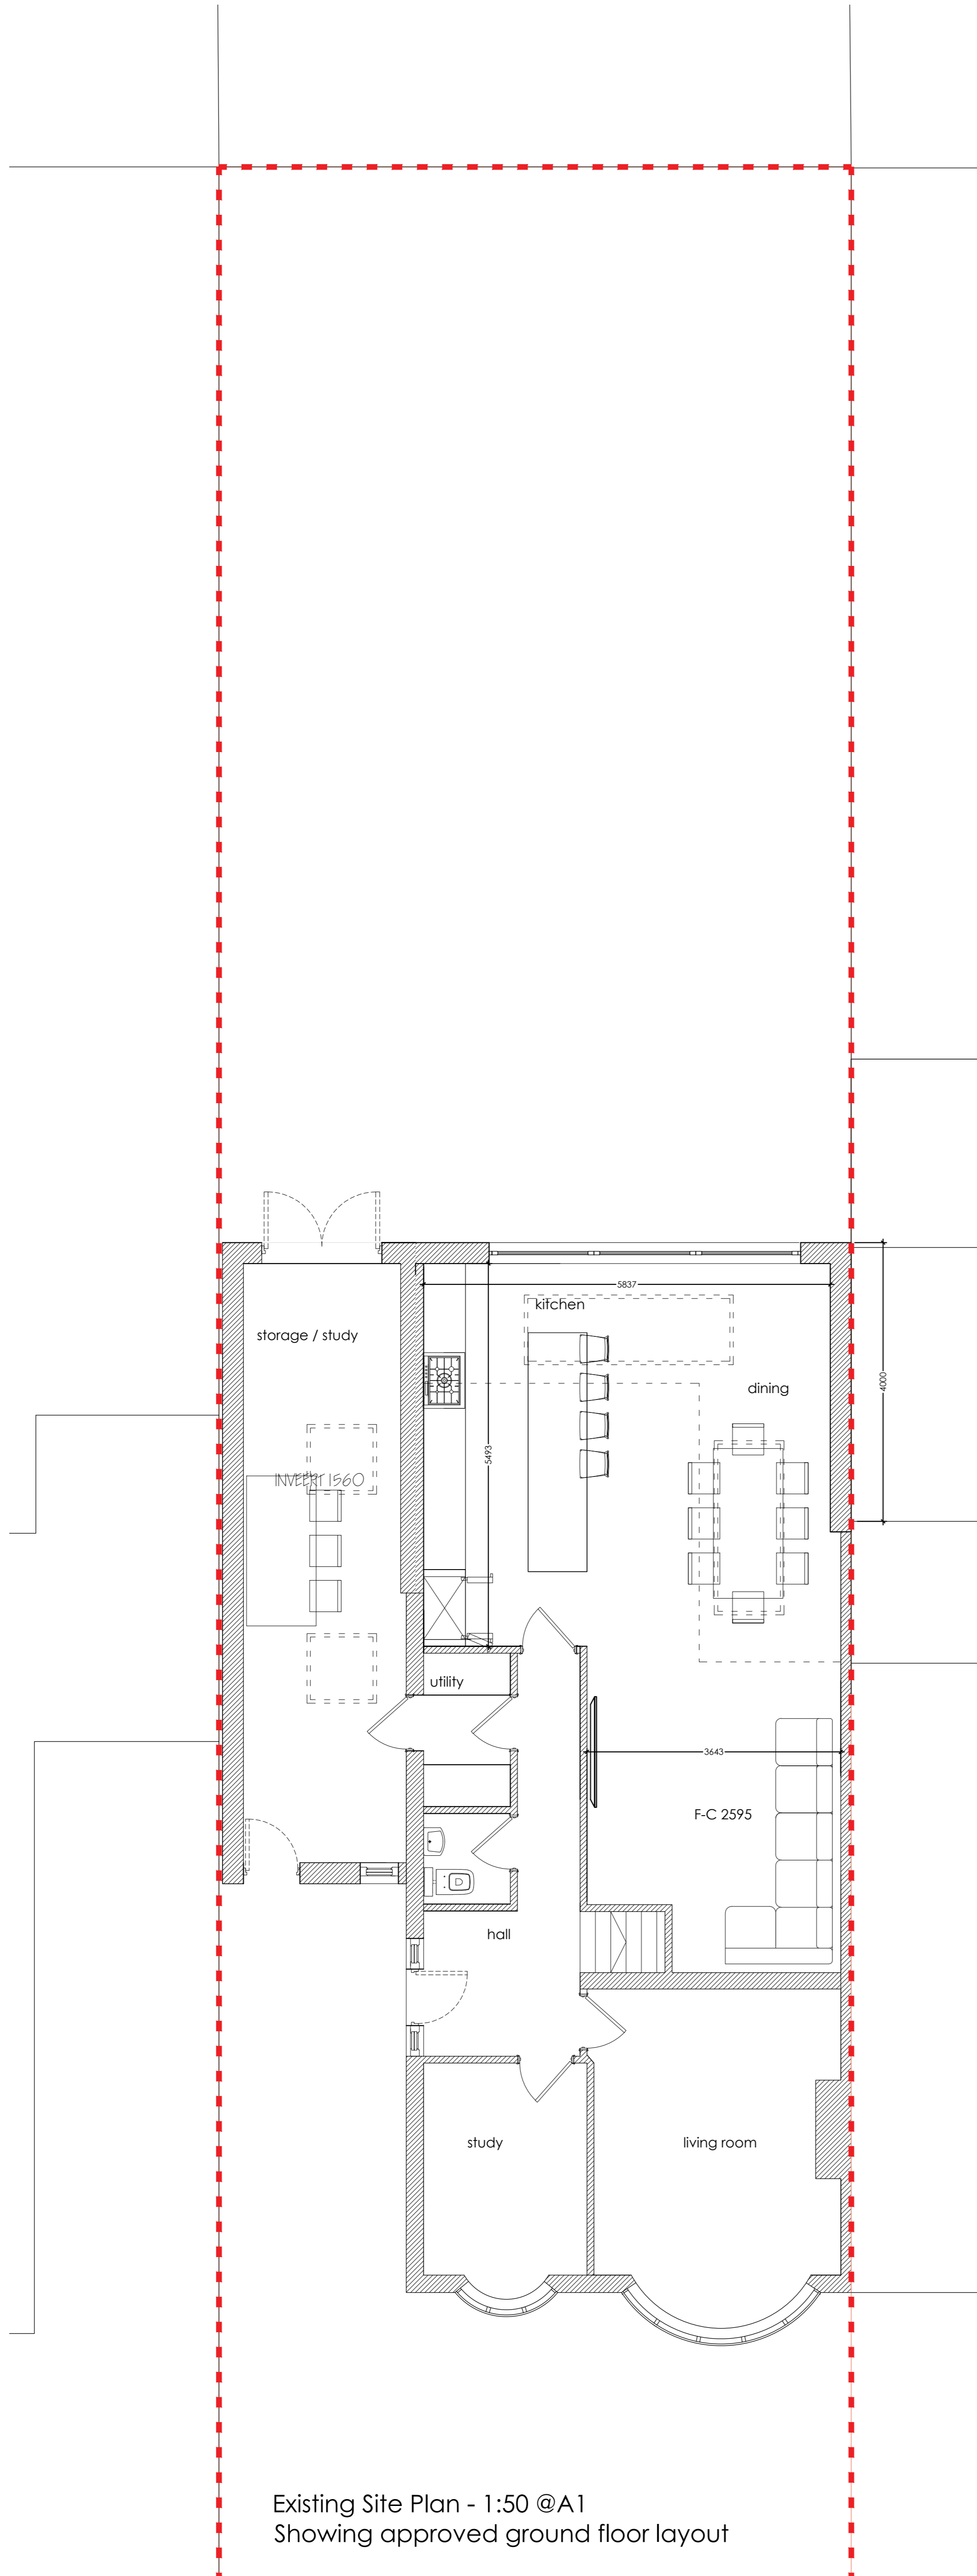 5837
kitchen
storage / study
dining
4000
5493
INVEERT 1560
utility
3643
F-C 2595
hall
study
living room
Existing Site Plan - 1:50 @A1
Showing approved ground floor layout